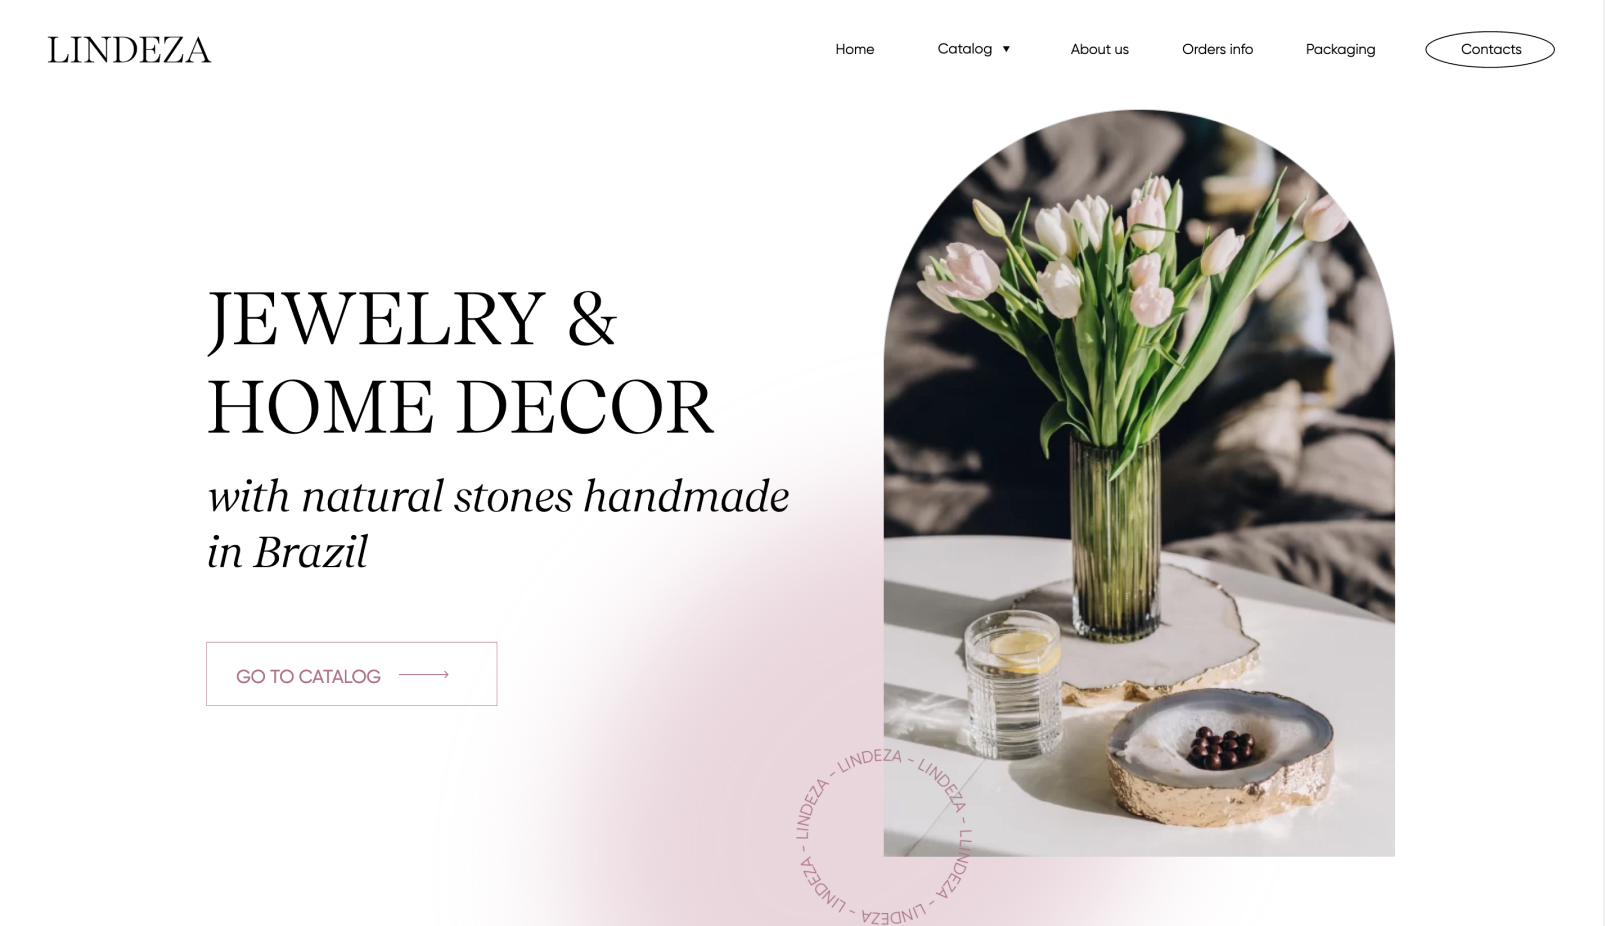 LINDEZA
Home
Catalog ▼
About us
Orders info
Packaging
Contacts
JEWELRY &
HOME DECOR
with natural stones handmade
in Brazil
GO TO CATALOG
LINDEZA - LINDEZA - LINDEZA - LLINDEZA - LINDEZA - LINDEZA -